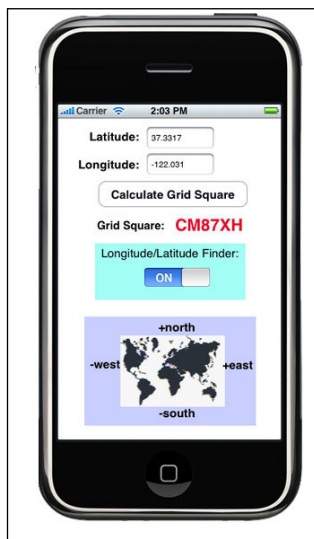 Carrier 2:03 PM
Latitude: 37.3317
Longitude: -122.031
Calculate Grid Square
Grid Square: CM87XH
Longitude/Latitude Finder:
ON
+north
-west +east
-south